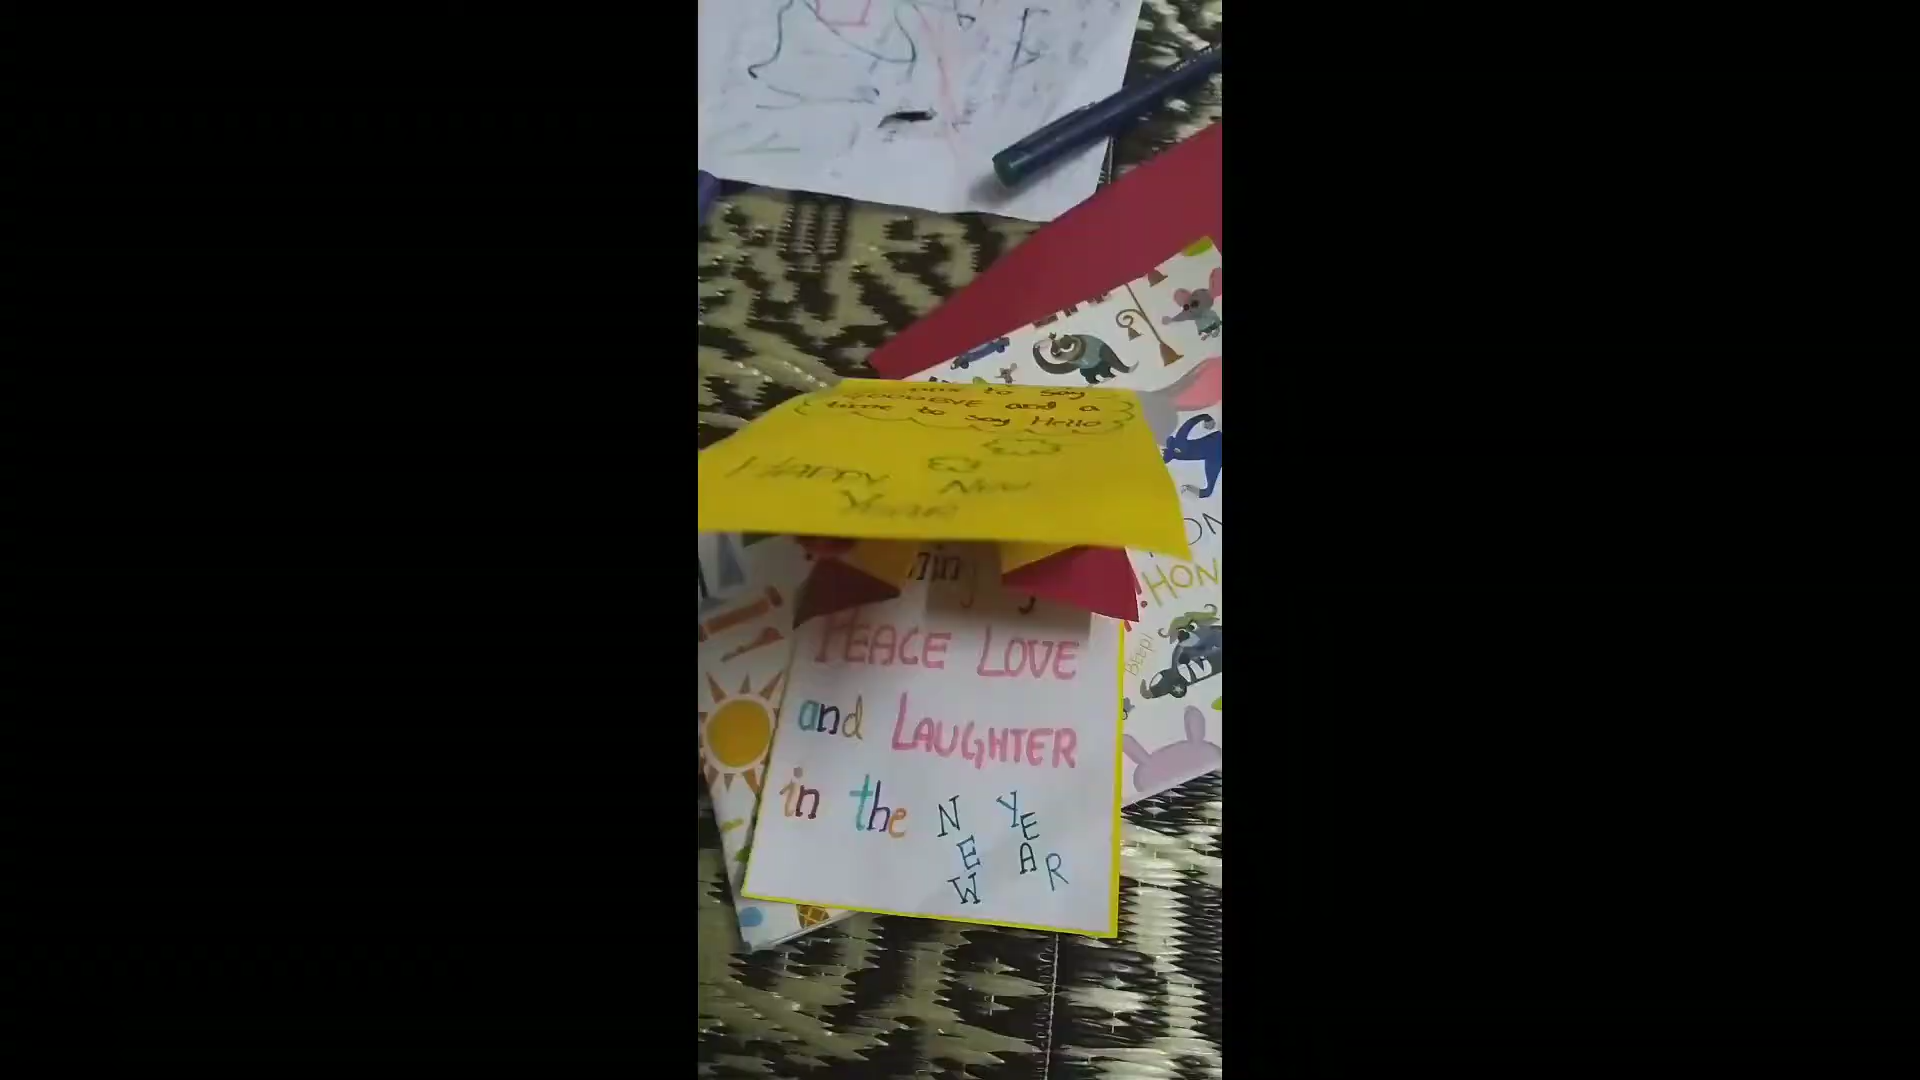 to say
GOODBYE and a
time to say Hello
HAPPY New
Year
PEACE LOVE
and LAUGHTER
in the NEW YEAR
HON
BEEP!